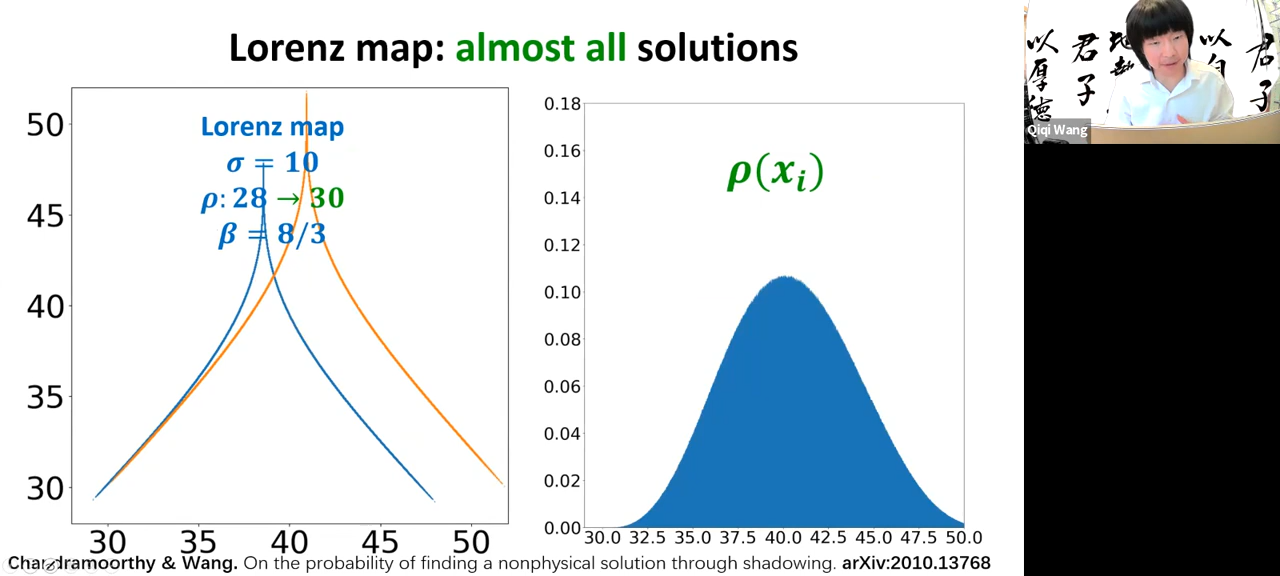 Lorenz map: almost all solutions
50
45
40
35
30
30 35 40 45 50
Lorenz map
σ = 10
ρ: 28 → 30
β = 8/3
0.18
0.16
0.14
0.12
0.10
0.08
0.06
0.04
0.02
0.00
30.0 32.5 35.0 37.5 40.0 42.5 45.0 47.5 50.0
ρ(xᵢ)
Chandramoorthy & Wang. On the probability of finding a nonphysical solution through shadowing. arXiv:2010.13768
以厚德
君子
以自
君子
Qiqi Wang